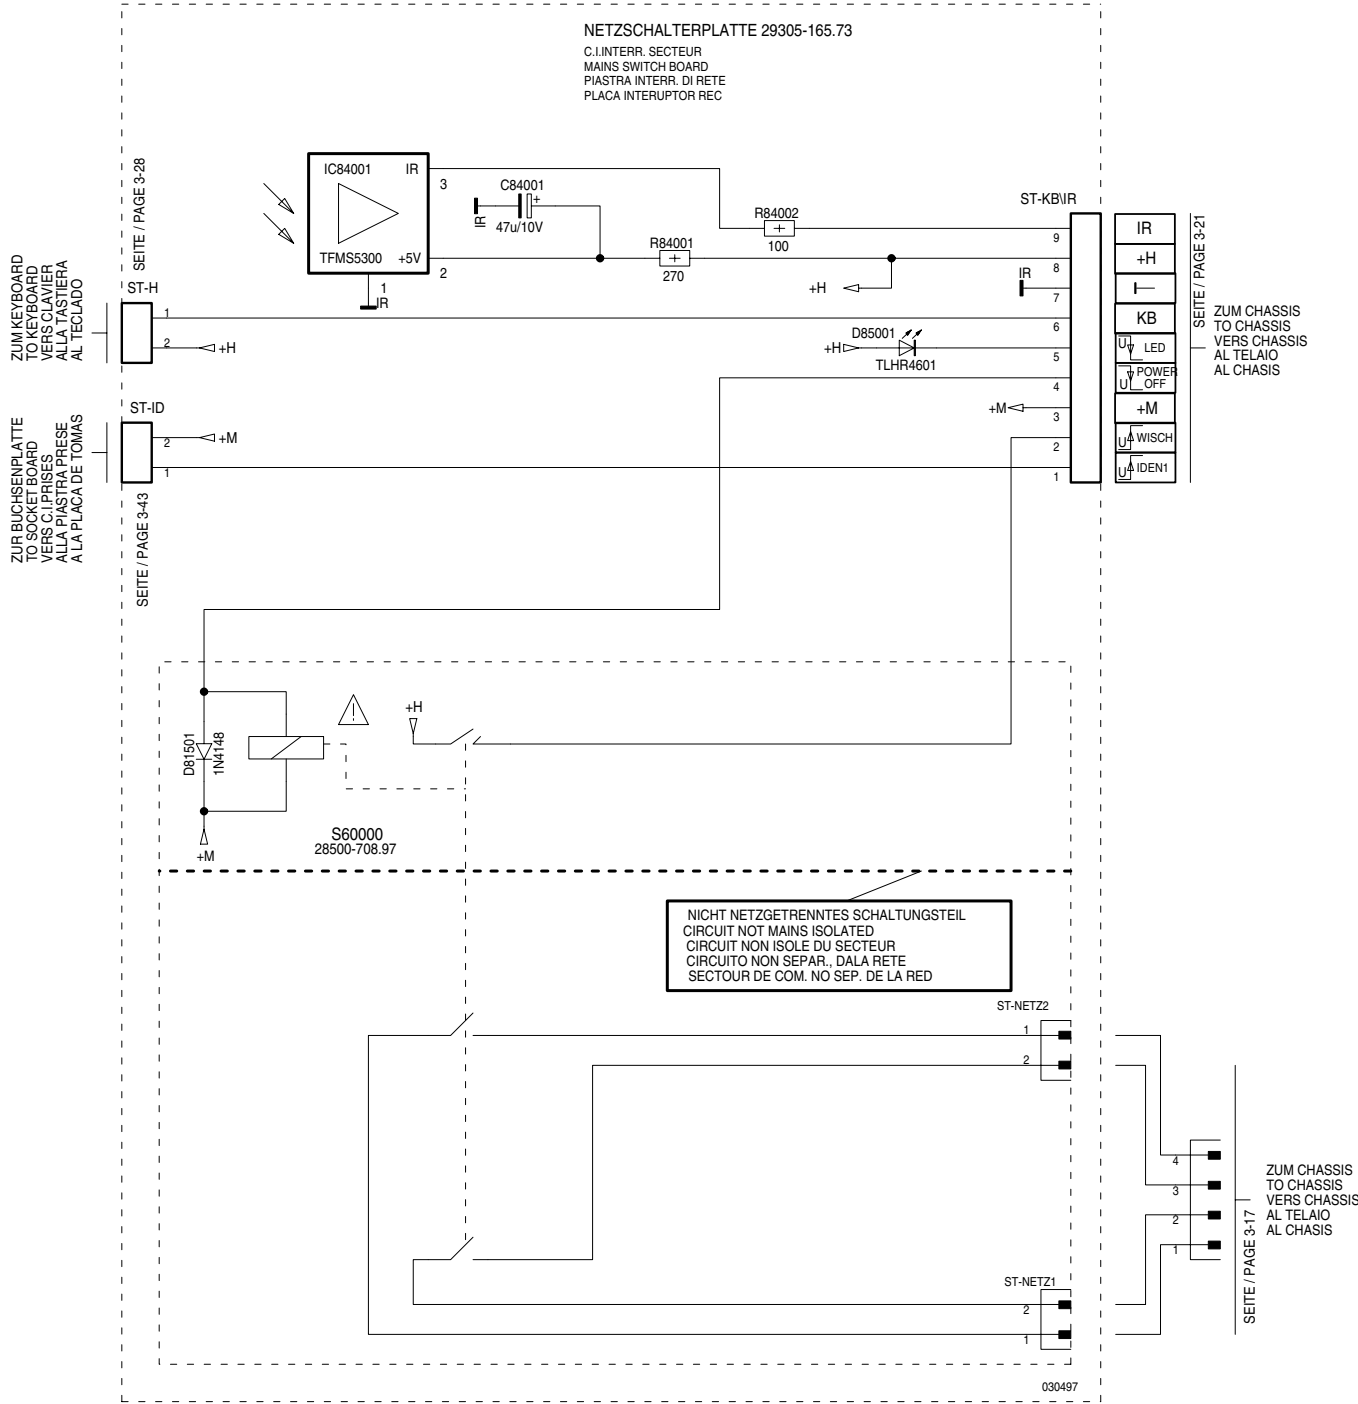 NETZSCHALTERPLATTE 29305-165.73
C.I.INTERR. SECTEUR
MAINS SWITCH BOARD
PIASTRA INTERR. DI RETE
PLACA INTERUPTOR REC
SEITE / PAGE 3-28
IC84001
IR
3
TFMS5300
+5V
2
1
IR
C84001
+
IR
47u/10V
R84002
100
R84001
270
+H
IR
ST-KB\IR
9
8
7
6
5
4
3
2
1
IR
+H
KB
U
LED
U
POWER
OFF
+M
U
WISCH
U
IDEN1
SEITE / PAGE 3-21
ZUM CHASSIS
TO CHASSIS
VERS CHASSIS
AL TELAIO
AL CHASIS
ZUM KEYBOARD
TO KEYBOARD
VERS CLAVIER
ALLA TASTIERA
AL TECLADO
ST-H
1
2
+H
D85001
+H
TLHR4601
+M
ZUR BUCHSENPLATTE
TO SOCKET BOARD
VERS C.I.PRISES
ALLA PIASTRA PRESE
A LA PLACA DE TOMAS
ST-ID
2
+M
1
SEITE / PAGE 3-43
D81501
1N4148
!
+H
+M
S60000
28500-708.97
NICHT NETZGETRENNTES SCHALTUNGSTEIL
CIRCUIT NOT MAINS ISOLATED
CIRCUIT NON ISOLE DU SECTEUR
CIRCUITO NON SEPAR., DALA RETE
SECTOUR DE COM. NO SEP. DE LA RED
ST-NETZ2
1
2
4
3
2
1
SEITE / PAGE 3-17
ZUM CHASSIS
TO CHASSIS
VERS CHASSIS
AL TELAIO
AL CHASIS
ST-NETZ1
2
1
030497